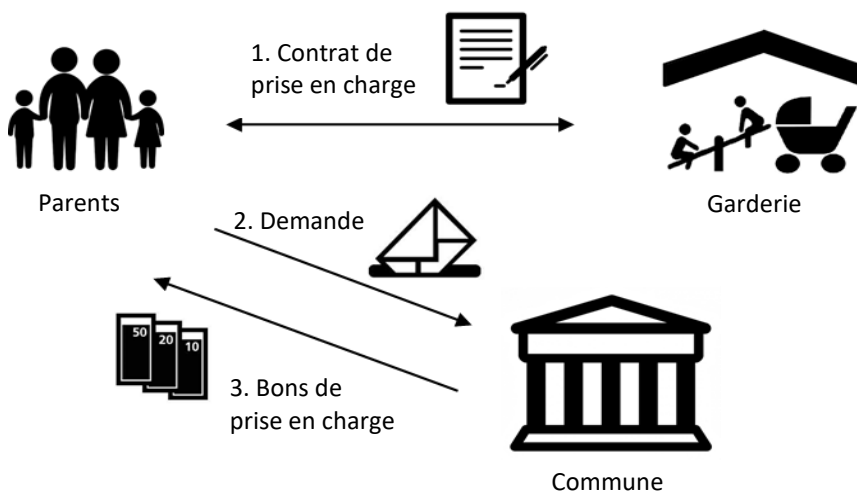 1. Contrat de
prise en charge
Parents
Garderie
2. Demande
50
20
10
3. Bons de
prise en charge
Commune